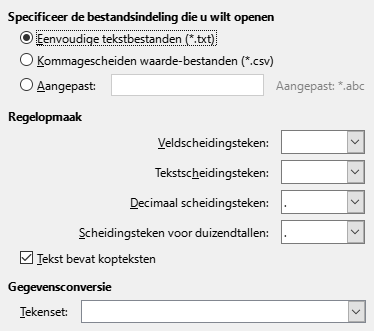 Specificeer de bestandsindeling die u wilt openen
Eenvoudige tekstbestanden (*.txt)
Kommagescheiden waarde-bestanden (*.csv)
Aangepast: Aangepast: *.abc
Regelopmaak
Veldscheidingsteken:
Tekstscheidingsteken:
Decimaal scheidingsteken: .
Scheidingsteken voor duizendtallen: .
Tekst bevat kopteksten
Gegevensconversie
Tekenset: